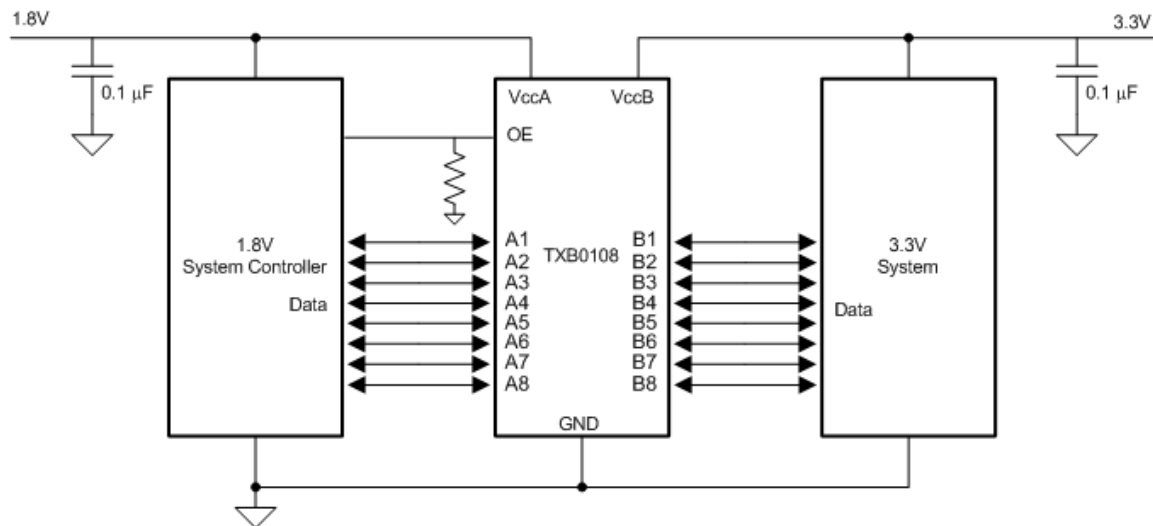 1.8V
3.3V
0.1 μF
VccA
VccB
0.1 μF
OE
1.8V
System Controller
Data
A1
A2
A3
A4
A5
A6
A7
A8
TXB0108
B1
B2
B3
B4
B5
B6
B7
B8
GND
3.3V
System
Data